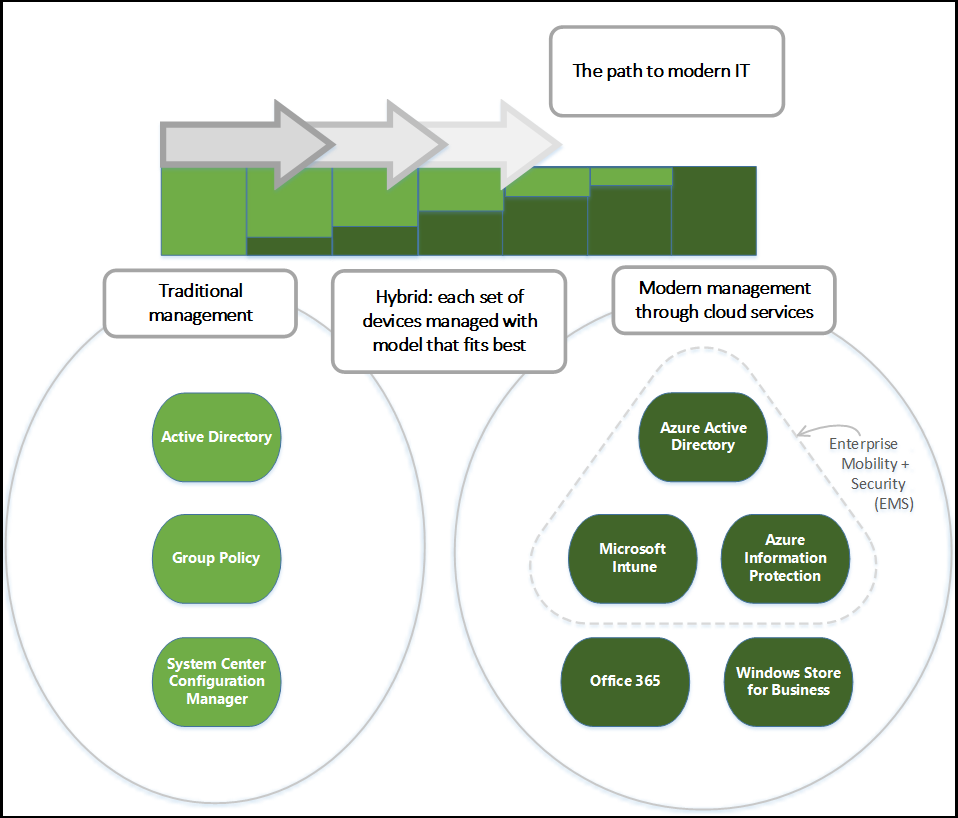 The path to modern IT
Traditional
management
Hybrid: each set of
devices managed with
model that fits best
Modern management
through cloud services
Active Directory
Group Policy
System Center
Configuration
Manager
Azure Active
Directory
Enterprise
Mobility +
Security
(EMS)
Microsoft
Intune
Azure
Information
Protection
Office 365
Windows Store
for Business